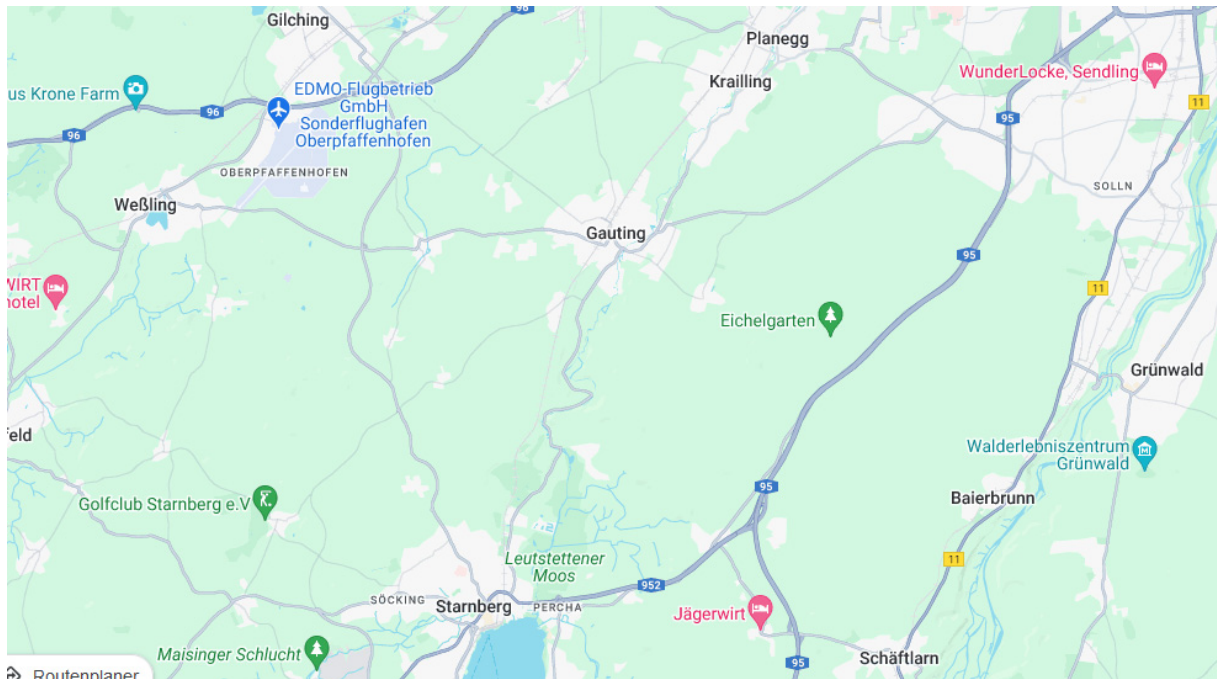 Gilching
96
Planegg
Krailling
WunderLocke, Sendling
us Krone Farm
96
96
EDMO-Flugbetrieb
GmbH
Sonderflughafen
Oberpfaffenhofen
11
95
OBERPFAFFENHOFEN
SOLLN
Weßling
Gauting
95
WIRT
hotel
11
Eichelgarten
Grünwald
feld
Walderlebniszentrum
Grünwald
95
Golfclub Starnberg e.V
Baierbrunn
Leutstettener
Moos
11
952
SÖCKING
Starnberg
PERCHA
Jägerwirt
Maisinger Schlucht
95
Schäftlarn
Routenplaner